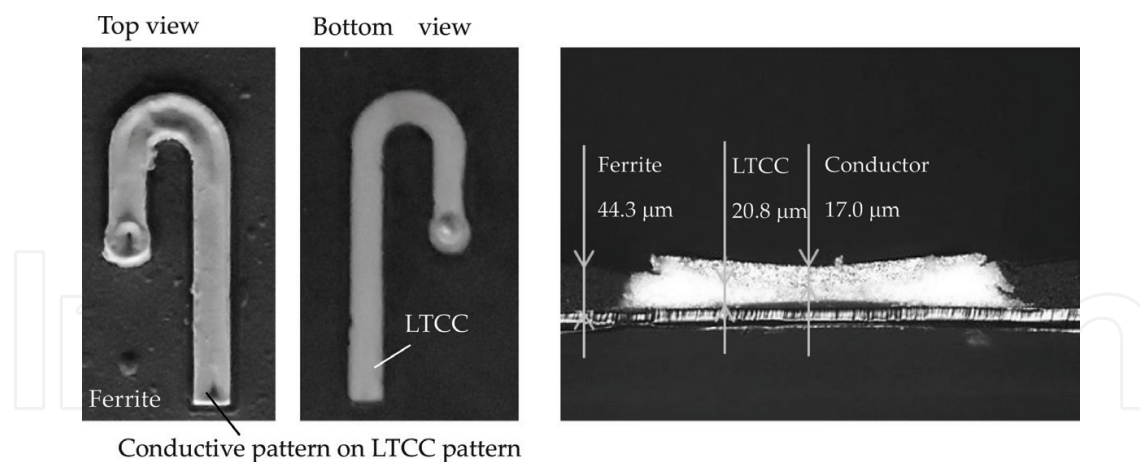 Top view
Bottom view
Ferrite
LTCC
Conductive pattern on LTCC pattern
Ferrite
44.3 μm
LTCC
20.8 μm
Conductor
17.0 μm